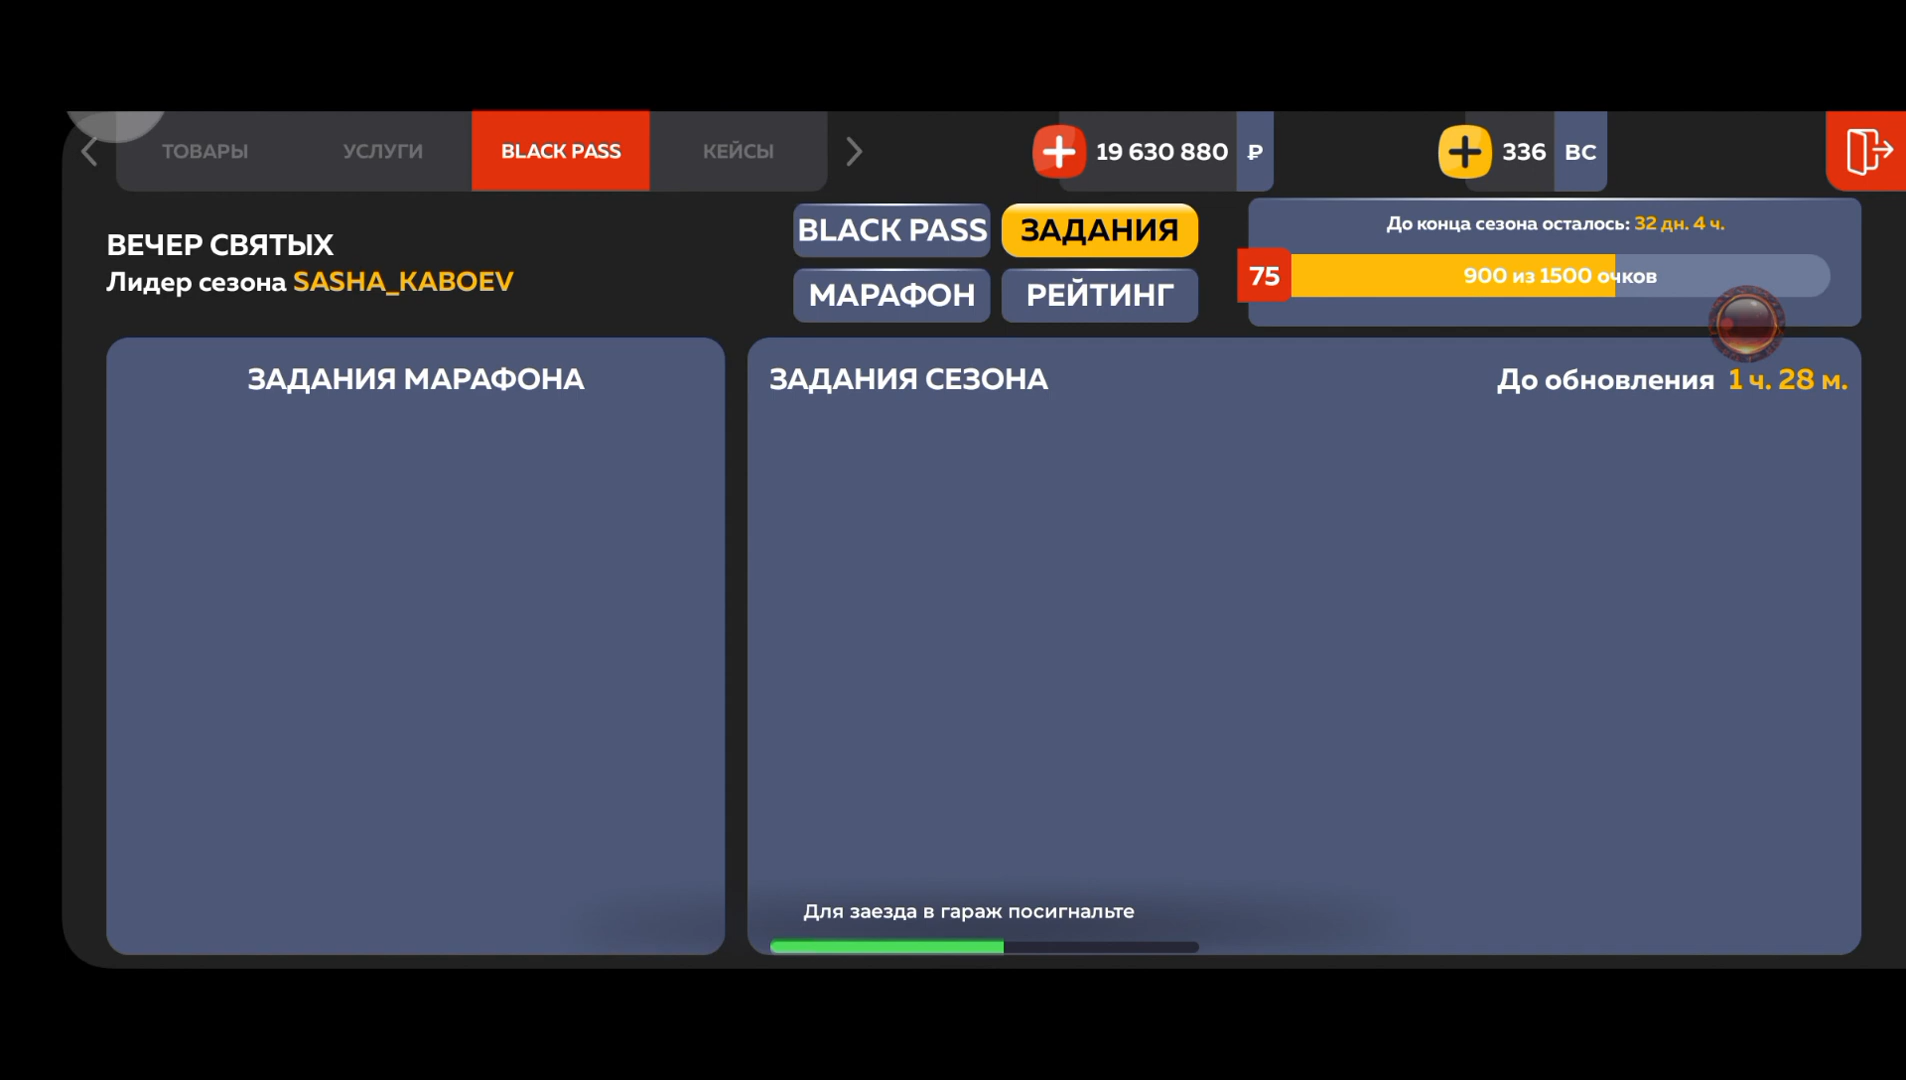 ТОВАРЫ УСЛУГИ BLACK PASS КЕЙСЫ 19 630 880 ₽ 336 BC
ВЕЧЕР СВЯТЫХ
Лидер сезона SASHA_KABOEV
BLACK PASS ЗАДАНИЯ
МАРАФОН РЕЙТИНГ
До конца сезона осталось: 32 дн. 4 ч.
75 900 из 1500 очков
ЗАДАНИЯ МАРАФОНА
ЗАДАНИЯ СЕЗОНА До обновления 1 ч. 28 м.
Для заезда в гараж посигнальте